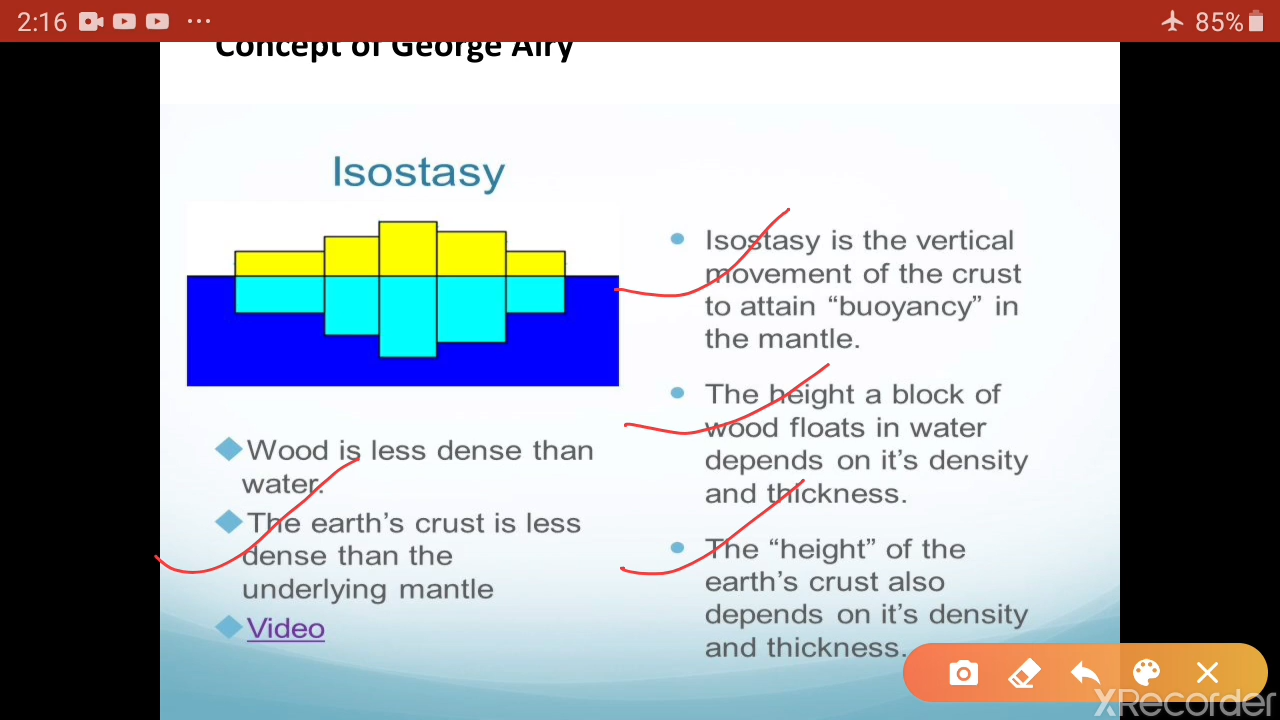 2:16
85%
Concept of George Airy
Isostasy
Wood is less dense than
water.
The earth's crust is less
dense than the
underlying mantle
Video
Isostasy is the vertical
movement of the crust
to attain “buoyancy” in
the mantle.
The height a block of
wood floats in water
depends on it's density
and thickness.
The “height” of the
earth's crust also
depends on it's density
and thickness.
XRecorder